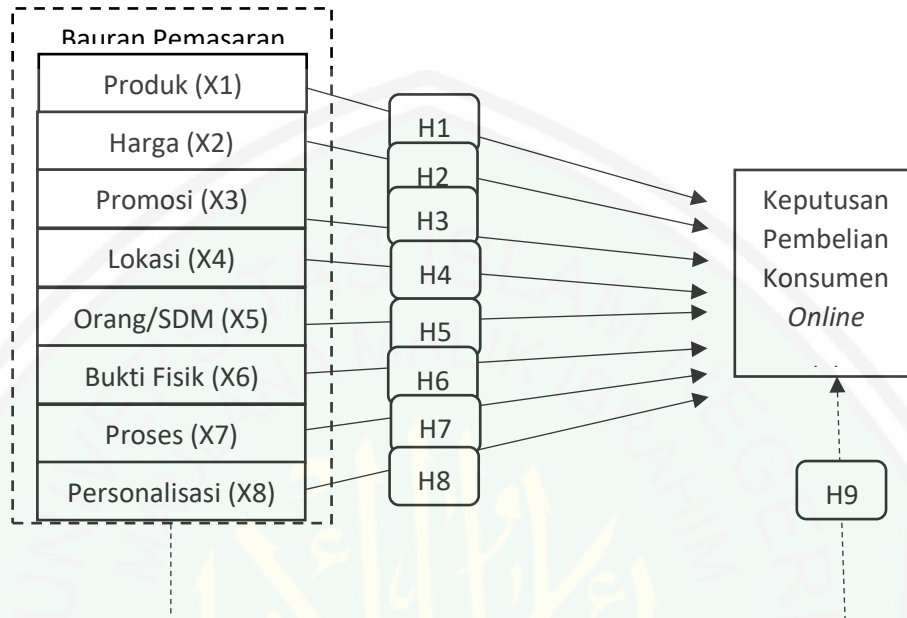 Bauran Pemasaran
Produk (X1)
Harga (X2)
Promosi (X3)
Lokasi (X4)
Orang/SDM (X5)
Bukti Fisik (X6)
Proses (X7)
Personalisasi (X8)
H1
H2
H3
H4
H5
H6
H7
H8
Keputusan
Pembelian
Konsumen
Online
H9